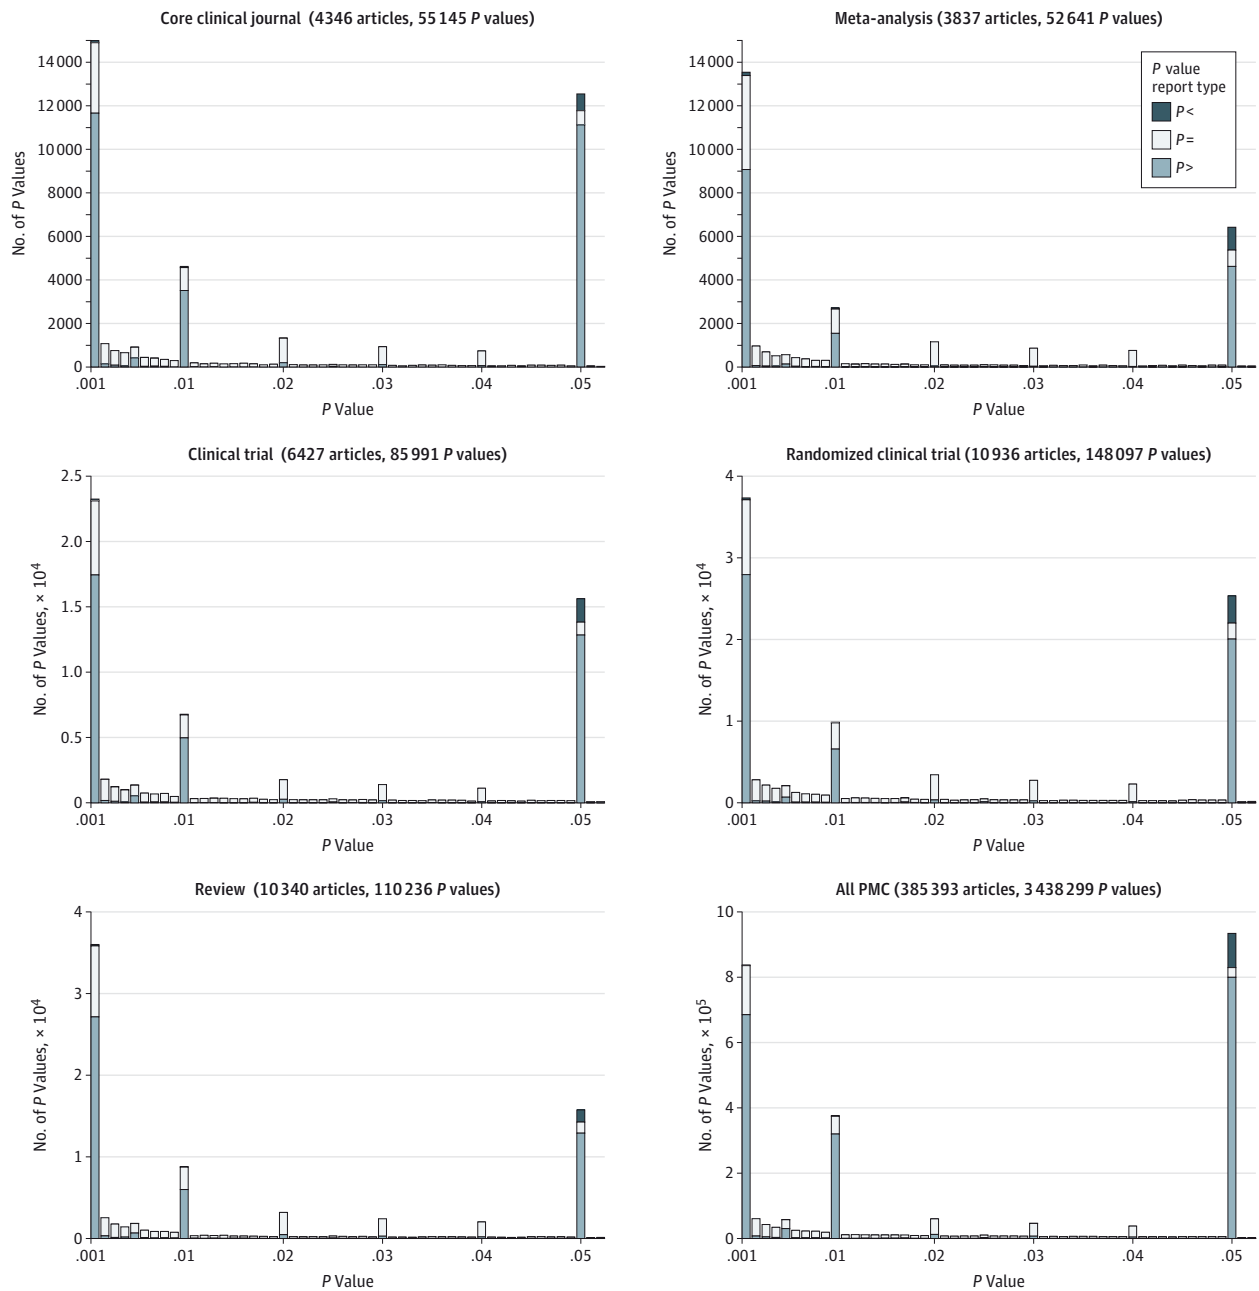 Core clinical journal (4346 articles, 55 145 P values)
No. of P Values
14 000
12 000
10 000
8000
6000
4000
2000
0
.001 .01 .02 .03 .04 .05
P Value
Meta-analysis (3837 articles, 52 641 P values)
No. of P Values
14 000
12 000
10 000
8000
6000
4000
2000
0
P value
report type
P <
P =
P >
.001 .01 .02 .03 .04 .05
P Value
Clinical trial (6427 articles, 85 991 P values)
No. of P Values, × 10⁴
2.5
2.0
1.5
1.0
0.5
0
.001 .01 .02 .03 .04 .05
P Value
Randomized clinical trial (10 936 articles, 148 097 P values)
No. of P Values, × 10⁴
4
3
2
1
0
.001 .01 .02 .03 .04 .05
P Value
Review (10 340 articles, 110 236 P values)
No. of P Values, × 10⁴
4
3
2
1
0
.001 .01 .02 .03 .04 .05
P Value
All PMC (385 393 articles, 3 438 299 P values)
No. of P Values, × 10⁵
10
8
6
4
2
0
.001 .01 .02 .03 .04 .05
P Value